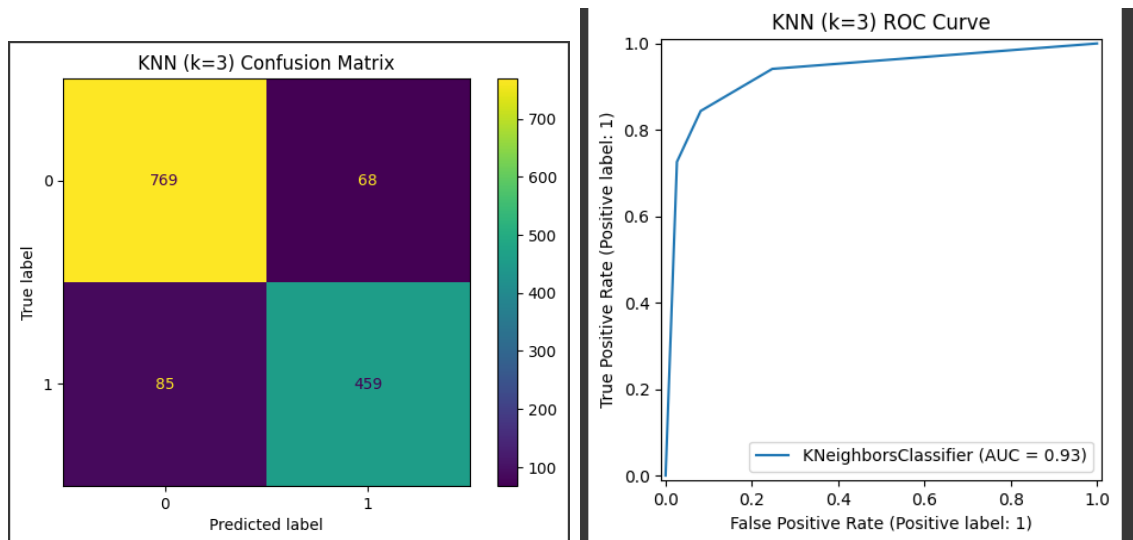 KNN (k=3) Confusion Matrix
True label
0
1
769 68
85 459
0 1
Predicted label
700
600
500
400
300
200
100
KNN (k=3) ROC Curve
True Positive Rate (Positive label: 1)
1.0
0.8
0.6
0.4
0.2
0.0
KNeighborsClassifier (AUC = 0.93)
0.0 0.2 0.4 0.6 0.8 1.0
False Positive Rate (Positive label: 1)